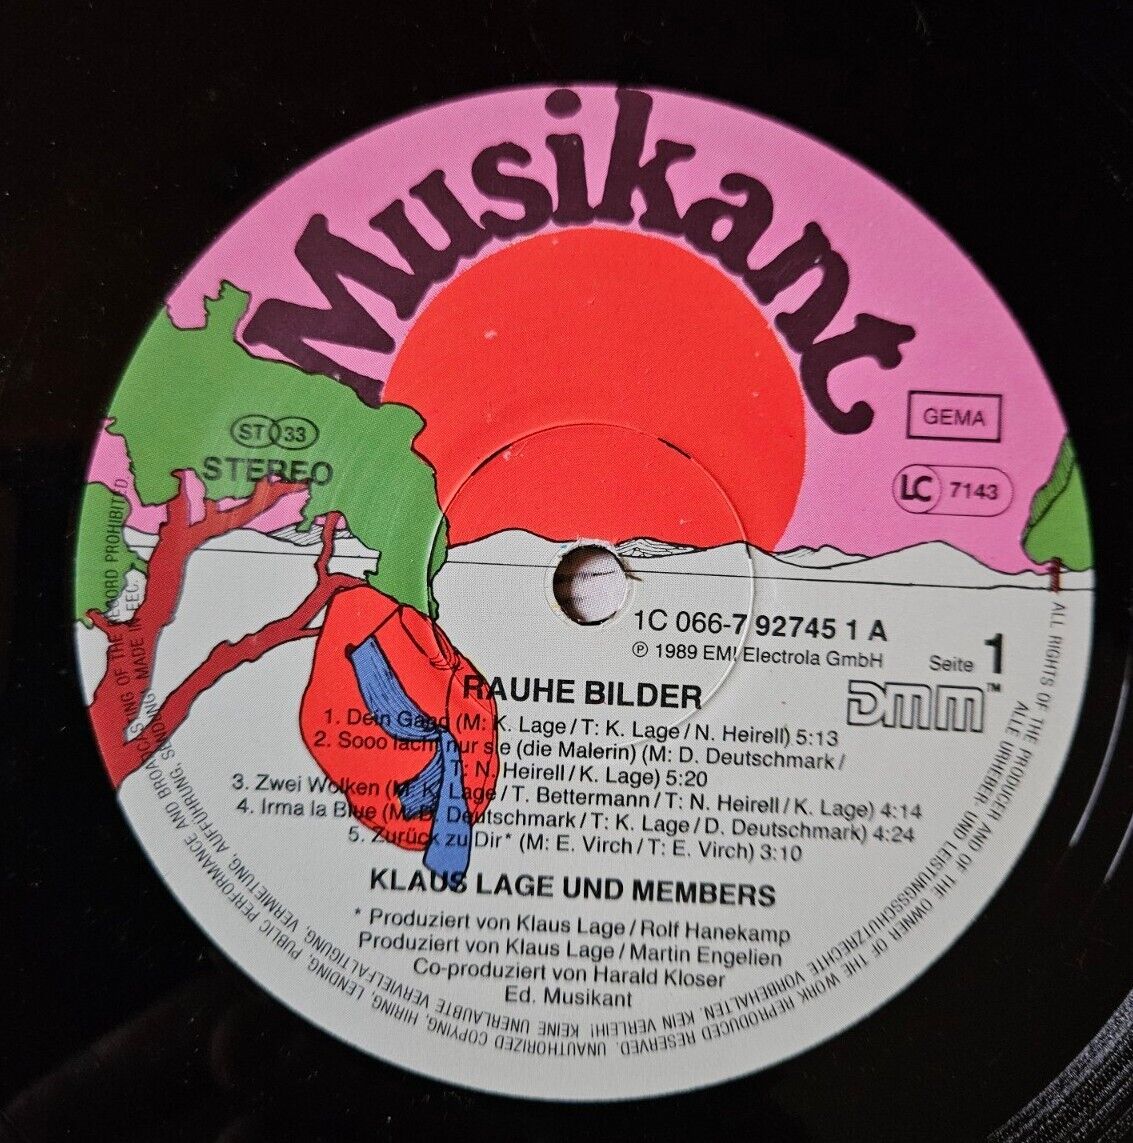 Musikant
GEMA
ST 33
STEREO
LC 7143
1C 066-7 92745 1 A
℗ 1989 EMI Electrola GmbH
Seite 1
DMM™
RAUHE BILDER
1. Dein Gang (M: K. Lage / T: K. Lage / N. Heirell) 5:13
2. Sooo lacht nur sie (die Malerin) (M: D. Deutschmark /
T: N. Heirell / K. Lage) 5:20
3. Zwei Wolken (M: K. Lage / T. Bettermann / T: N. Heirell / K. Lage) 4:14
4. Irma la Blue (M: D. Deutschmark / T: K. Lage / D. Deutschmark) 4:24
5. Zurück zu Dir* (M: E. Virch / T: E. Virch) 3:10
KLAUS LAGE UND MEMBERS
* Produziert von Klaus Lage / Rolf Hanekamp
Produziert von Klaus Lage / Martin Engelien
Co-produziert von Harald Kloser
Ed. Musikant
ALL RIGHTS OF THE PRODUCER AND OF THE OWNER OF THE WORK REPRODUCED RESERVED. UNAUTHORIZED COPYING, HIRING, LENDING, PUBLIC PERFORMANCE AND BROADCASTING OF THE RECORD PROHIBITED.
ALLE URHEBER- UND LEISTUNGSSCHUTZRECHTE VORBEHALTEN. KEIN VERLEIH! KEINE UNERLAUBTE VERVIELFÄLTIGUNG, VERMIETUNG, AUFFÜHRUNG, SENDUNG! MADE IN EEC.